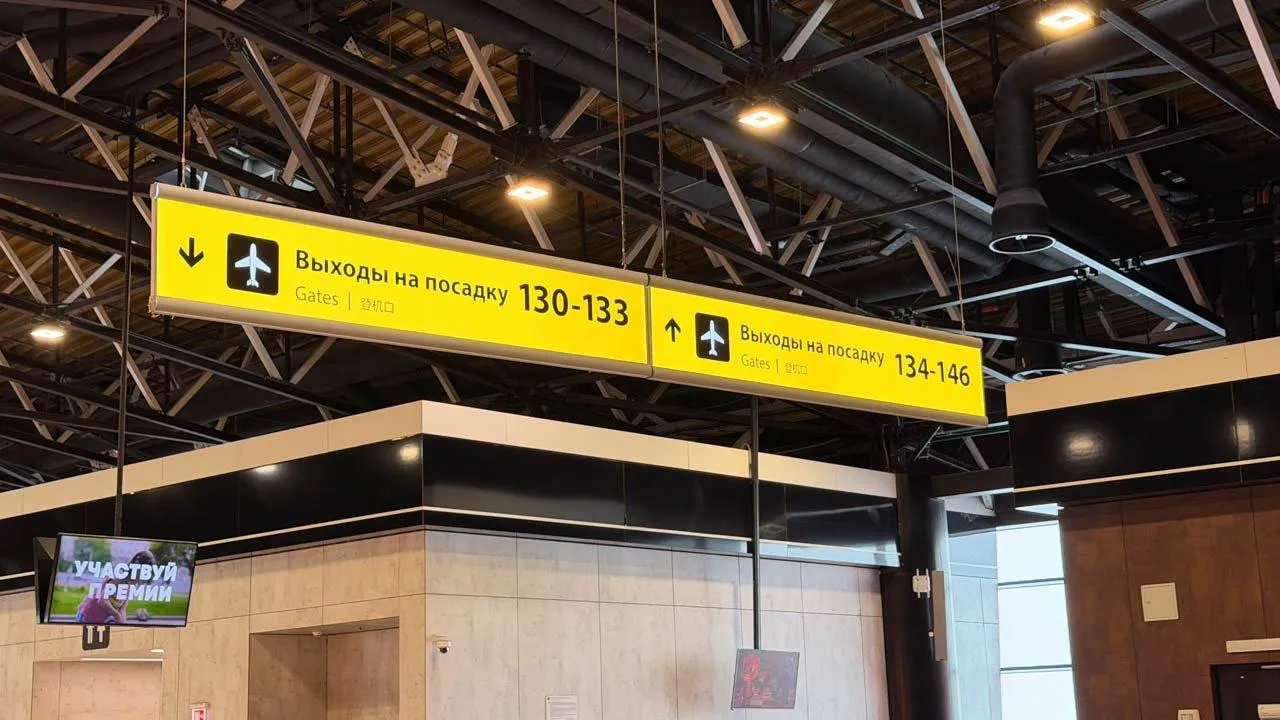 Выходы на посадку 130-133
Gates | 登机口
Выходы на посадку 134-146
Gates | 登机口
УЧАСТВУЙ
ПРЕМИИ